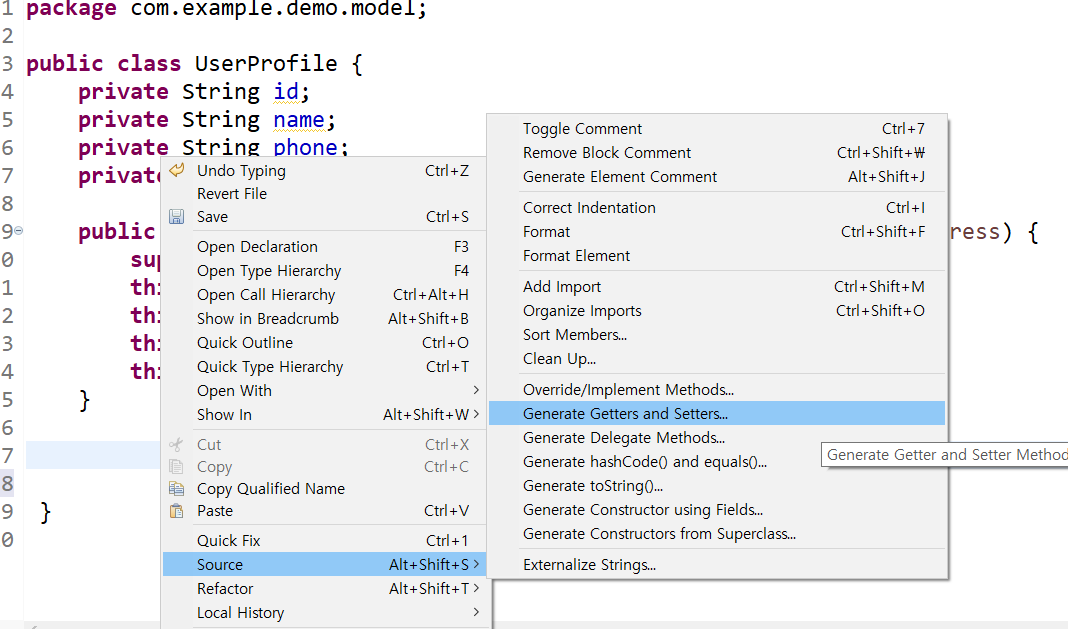 1 package com.example.demo.model;
2
3 public class UserProfile {
4 private String id;
5 private String name;
6 private String phone;
7 private
8
9 public ress) {
0 sup
1 thi
2 thi
3 thi
4 thi
5 }
6
7
8
9 }
0
Undo Typing Ctrl+Z
Revert File
Save Ctrl+S
Open Declaration F3
Open Type Hierarchy F4
Open Call Hierarchy Ctrl+Alt+H
Show in Breadcrumb Alt+Shift+B
Quick Outline Ctrl+O
Quick Type Hierarchy Ctrl+T
Open With >
Show In Alt+Shift+W >
Cut Ctrl+X
Copy Ctrl+C
Copy Qualified Name
Paste Ctrl+V
Quick Fix Ctrl+1
Source Alt+Shift+S >
Refactor Alt+Shift+T >
Local History >
Toggle Comment Ctrl+7
Remove Block Comment Ctrl+Shift+₩
Generate Element Comment Alt+Shift+J
Correct Indentation Ctrl+I
Format Ctrl+Shift+F
Format Element
Add Import Ctrl+Shift+M
Organize Imports Ctrl+Shift+O
Sort Members...
Clean Up...
Override/Implement Methods...
Generate Getters and Setters...
Generate Delegate Methods...
Generate hashCode() and equals()...
Generate toString()...
Generate Constructor using Fields...
Generate Constructors from Superclass...
Externalize Strings...
Generate Getter and Setter Method